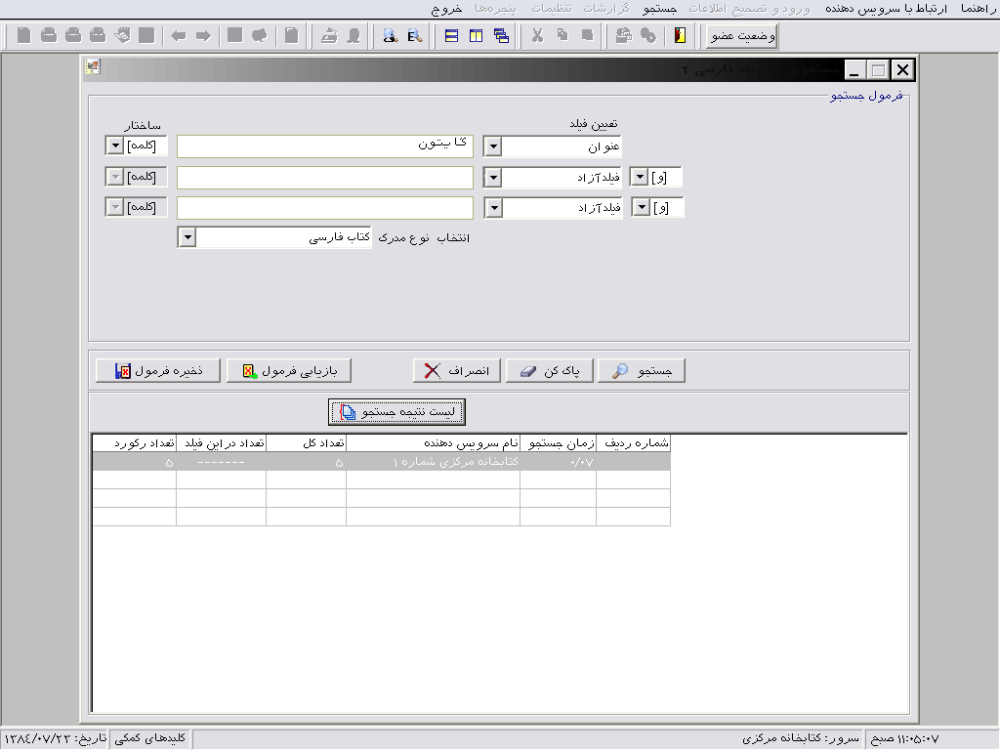 راهنما ارتباط با سرویس دهنده ورود و تصحیح اطلاعات جستجو گزارشات تنظیمات پنجره‌ها خروج
وضعیت عضو
جستجو فارسی ۲
فرمول جستجو
تعیین فیلد ساختار
عنوان گایتون [کلمه]
[و] فیلدآزاد [کلمه]
[و] فیلدآزاد [کلمه]
انتخاب نوع مدرک کتاب فارسی
جستجو پاک کن انصراف بازیابی فرمول ذخیره فرمول
لیست نتیجه جستجو
شماره ردیف زمان جستجو نام سرویس دهنده تعداد کل تعداد در این فیلد تعداد رکورد
۰/۰۷ کتابخانه مرکزی شماره ۱ ۵ ------- ۵
۱۱:۰۵:۰۷ صبح سرور: کتابخانه مرکزی کلیدهای کمکی تاریخ: ۱۳۸۴/۰۷/۲۳